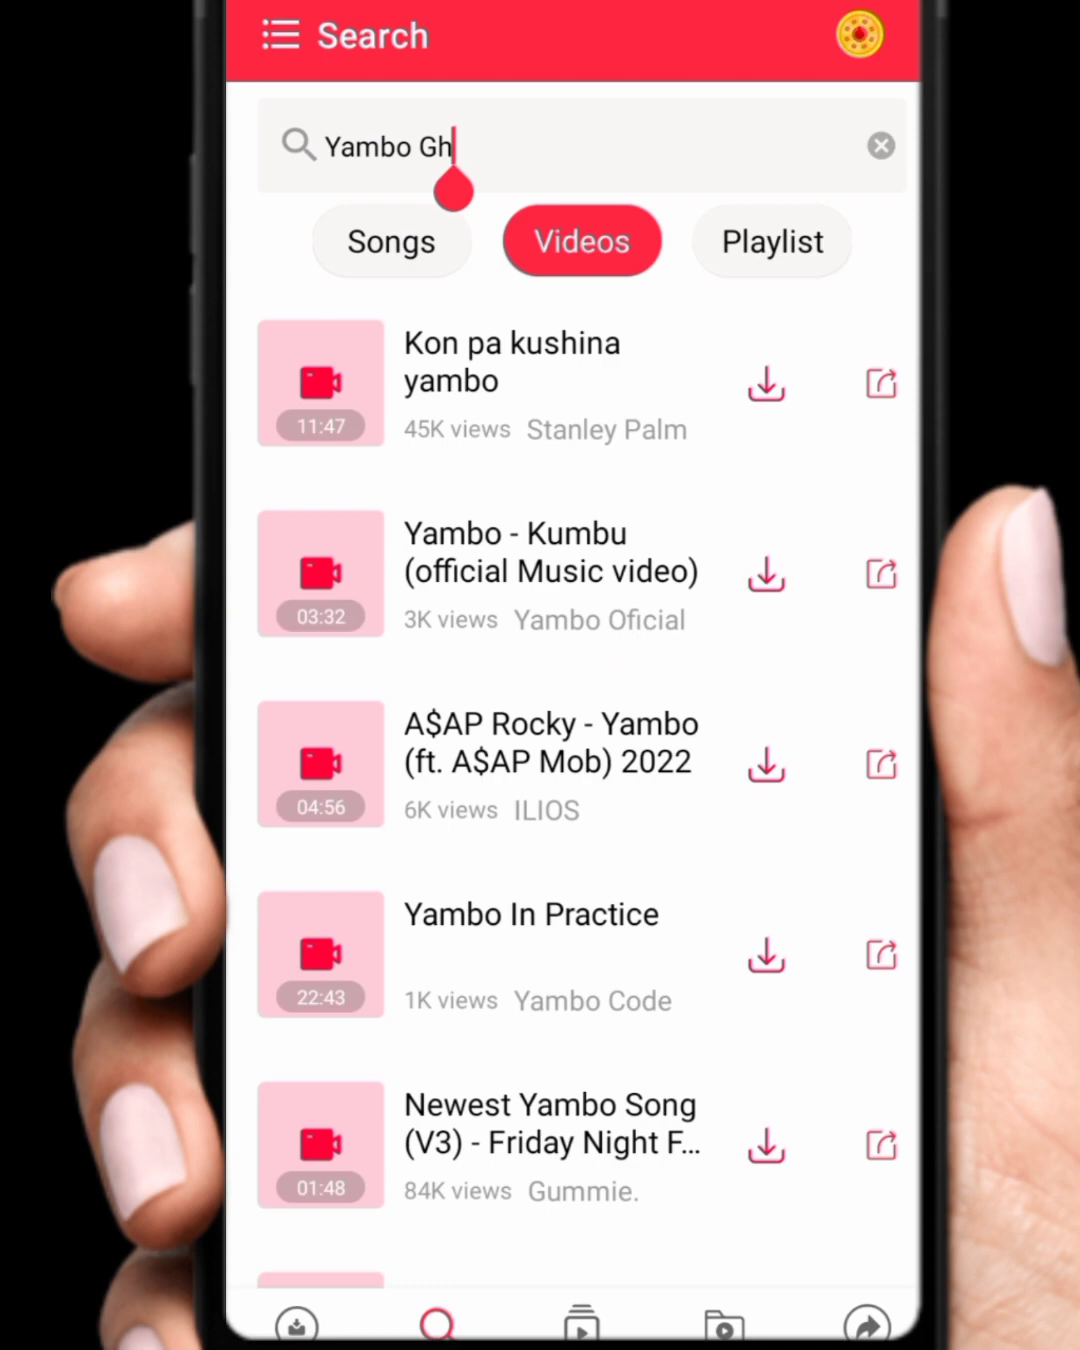 Search
Yambo Gh
Songs
Videos
Playlist
Kon pa kushina
yambo
11:47
45K views Stanley Palm
Yambo - Kumbu
(official Music video)
03:32
3K views Yambo Oficial
A$AP Rocky - Yambo
(ft. A$AP Mob) 2022
04:56
6K views ILIOS
Yambo In Practice
22:43
1K views Yambo Code
Newest Yambo Song
(V3) - Friday Night F...
01:48
84K views Gummie.